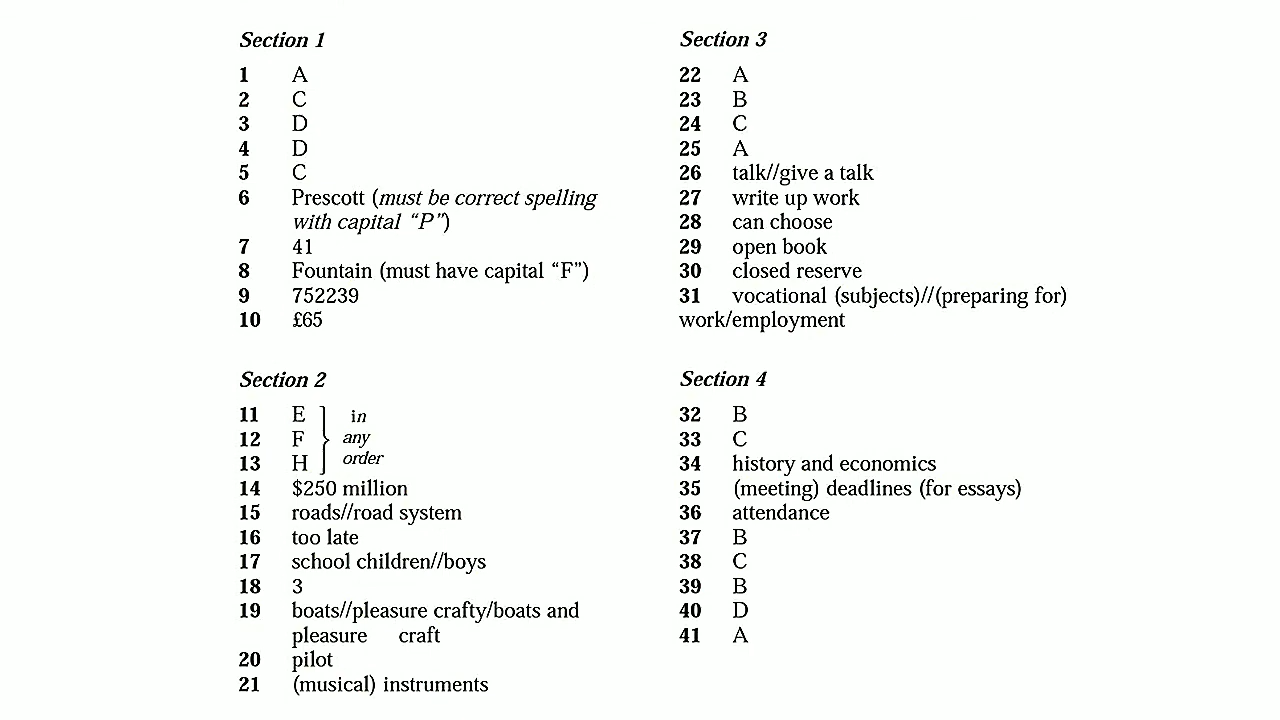 Section 1
1 A
2 C
3 D
4 D
5 C
6 Prescott (must be correct spelling
with capital "P")
7 41
8 Fountain (must have capital "F")
9 752239
10 £65
Section 2
11 E
12 F
13 H
in
any
order
14 $250 million
15 roads//road system
16 too late
17 school children//boys
18 3
19 boats//pleasure crafty/boats and
pleasure craft
20 pilot
21 (musical) instruments
Section 3
22 A
23 B
24 C
25 A
26 talk//give a talk
27 write up work
28 can choose
29 open book
30 closed reserve
31 vocational (subjects)//(preparing for)
work/employment
Section 4
32 B
33 C
34 history and economics
35 (meeting) deadlines (for essays)
36 attendance
37 B
38 C
39 B
40 D
41 A